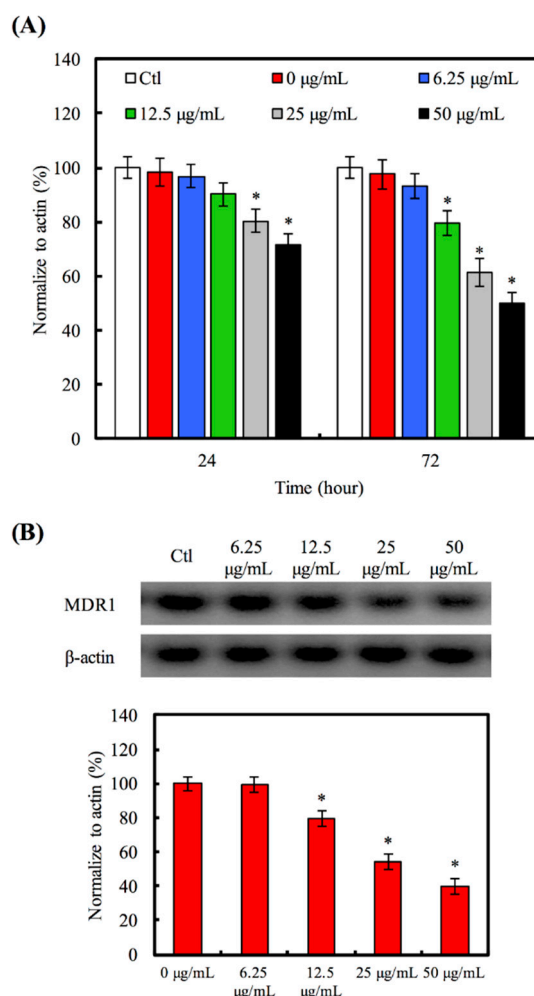 (A)
140
120
100
80
60
40
20
0
Normalize to actin (%)
Ctl
0 μg/mL
6.25 μg/mL
12.5 μg/mL
25 μg/mL
50 μg/mL
*
*
*
*
*
24
72
Time (hour)
(B)
Ctl
6.25
μg/mL
12.5
μg/mL
25
μg/mL
50
μg/mL
MDR1
β-actin
140
120
100
80
60
40
20
0
Normalize to actin (%)
*
*
*
0 μg/mL
6.25
μg/mL
12.5
μg/mL
25 μg/mL
50 μg/mL